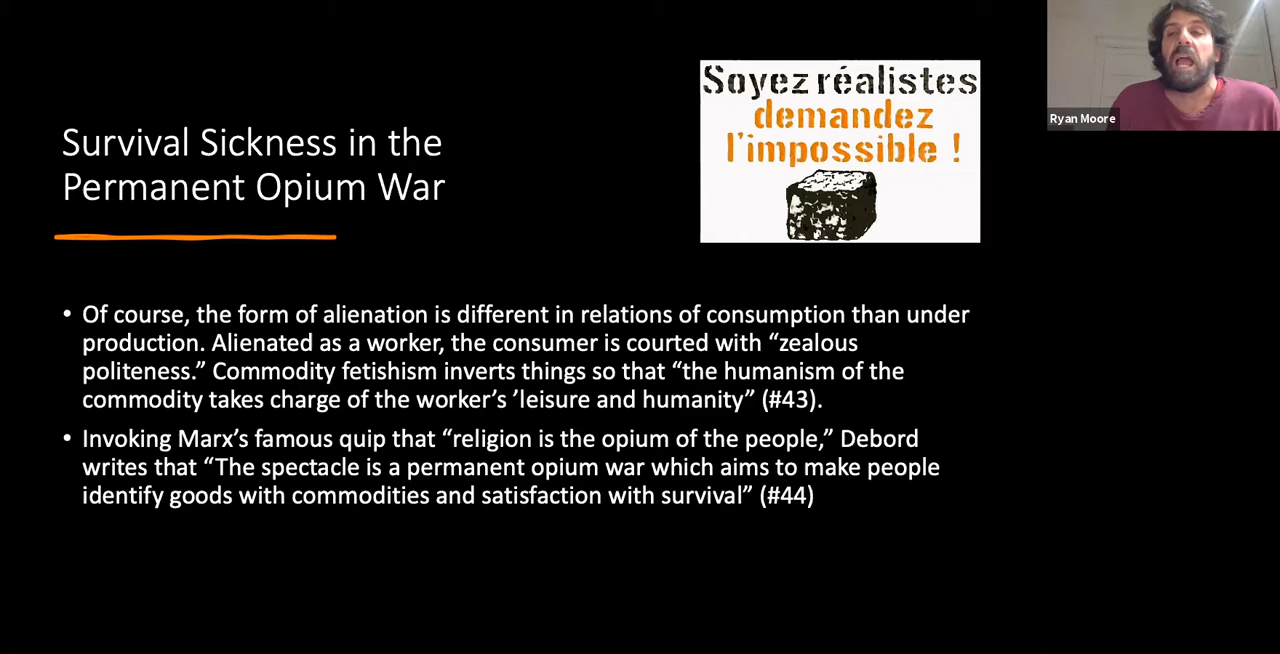 Survival Sickness in the
Permanent Opium War
Soyez réalistes
demandez
l'impossible !
Ryan Moore
• Of course, the form of alienation is different in relations of consumption than under
production. Alienated as a worker, the consumer is courted with “zealous
politeness.” Commodity fetishism inverts things so that “the humanism of the
commodity takes charge of the worker’s ’leisure and humanity” (#43).
• Invoking Marx’s famous quip that “religion is the opium of the people,” Debord
writes that “The spectacle is a permanent opium war which aims to make people
identify goods with commodities and satisfaction with survival” (#44)